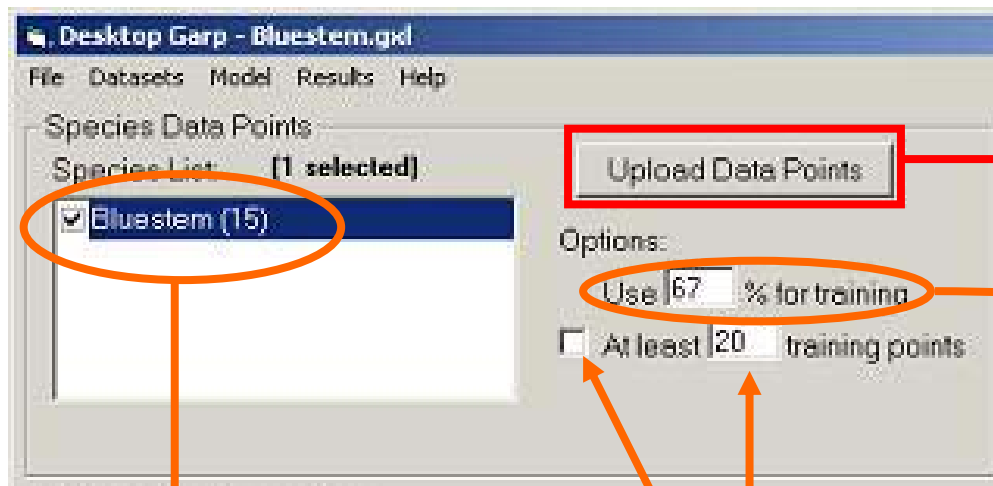 Desktop Garp - Bluestem.gxl
File Datasets Model Results Help
Species Data Points
Species List: (1 selected)
Upload Data Points
Bluestem (15)
Options:
Use 67 % for training
At least 20 training points